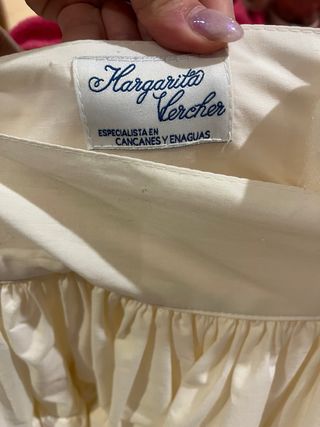 Margarita
Vercher
ESPECIALISTA EN
CANCANES Y ENAGUAS